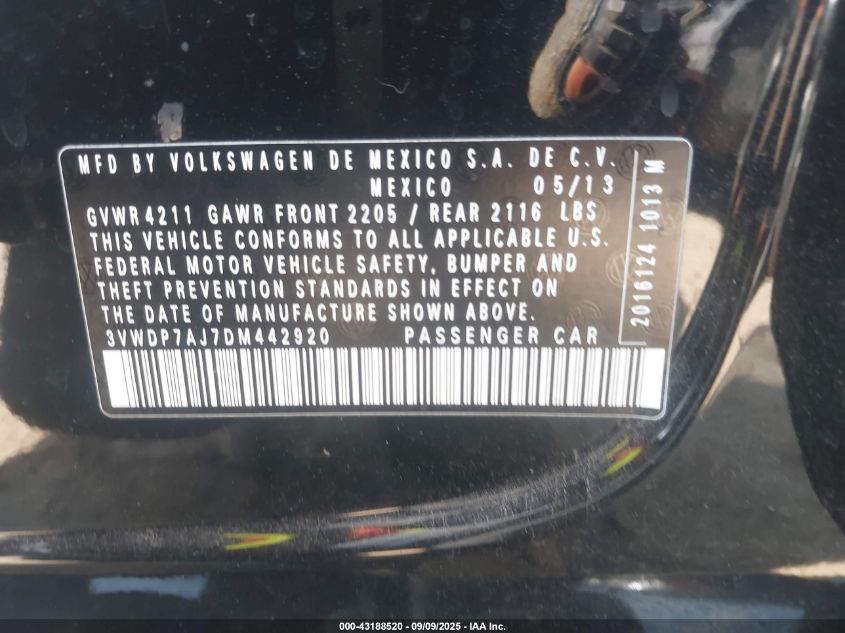 MFD BY VOLKSWAGEN DE MEXICO S.A. DE C.V.
MEXICO 05/13
GVWR 4211 GAWR FRONT 2205 / REAR 2116 LBS
THIS VEHICLE CONFORMS TO ALL APPLICABLE U.S.
FEDERAL MOTOR VEHICLE SAFETY, BUMPER AND
THEFT PREVENTION STANDARDS IN EFFECT ON
THE DATE OF MANUFACTURE SHOWN ABOVE.
3VWDP7AJ7DM442920 PASSENGER CAR
2016124 1013 M
000-43188520 - 09/09/2025 - IAA Inc.